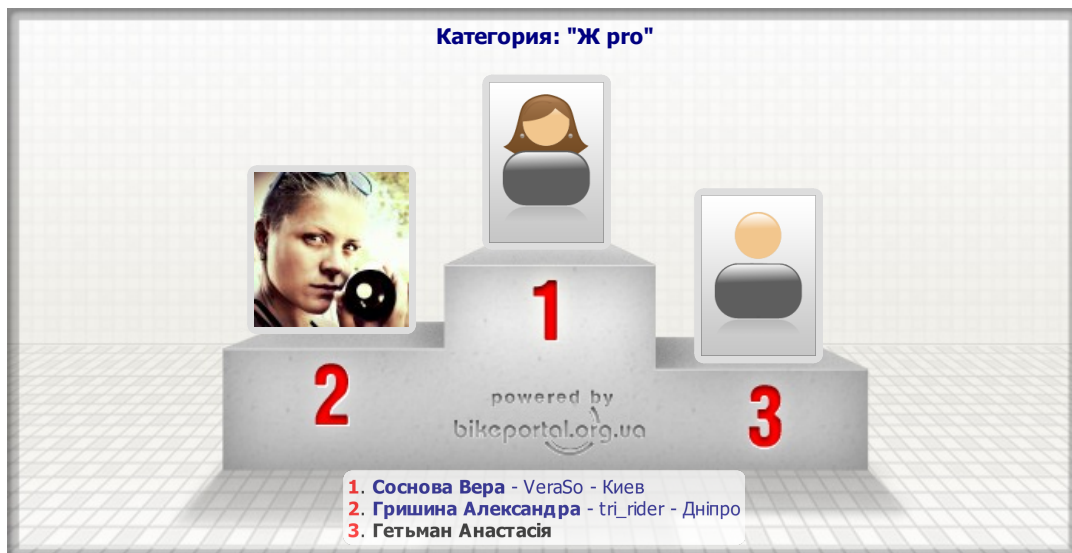 Категория: "Ж pro"
1
2
3
powered by
bikeportal.org.ua
1. Соснова Вера - VeraSo - Киев
2. Гришина Александра - tri_rider - Дніпро
3. Гетьман Анастасія